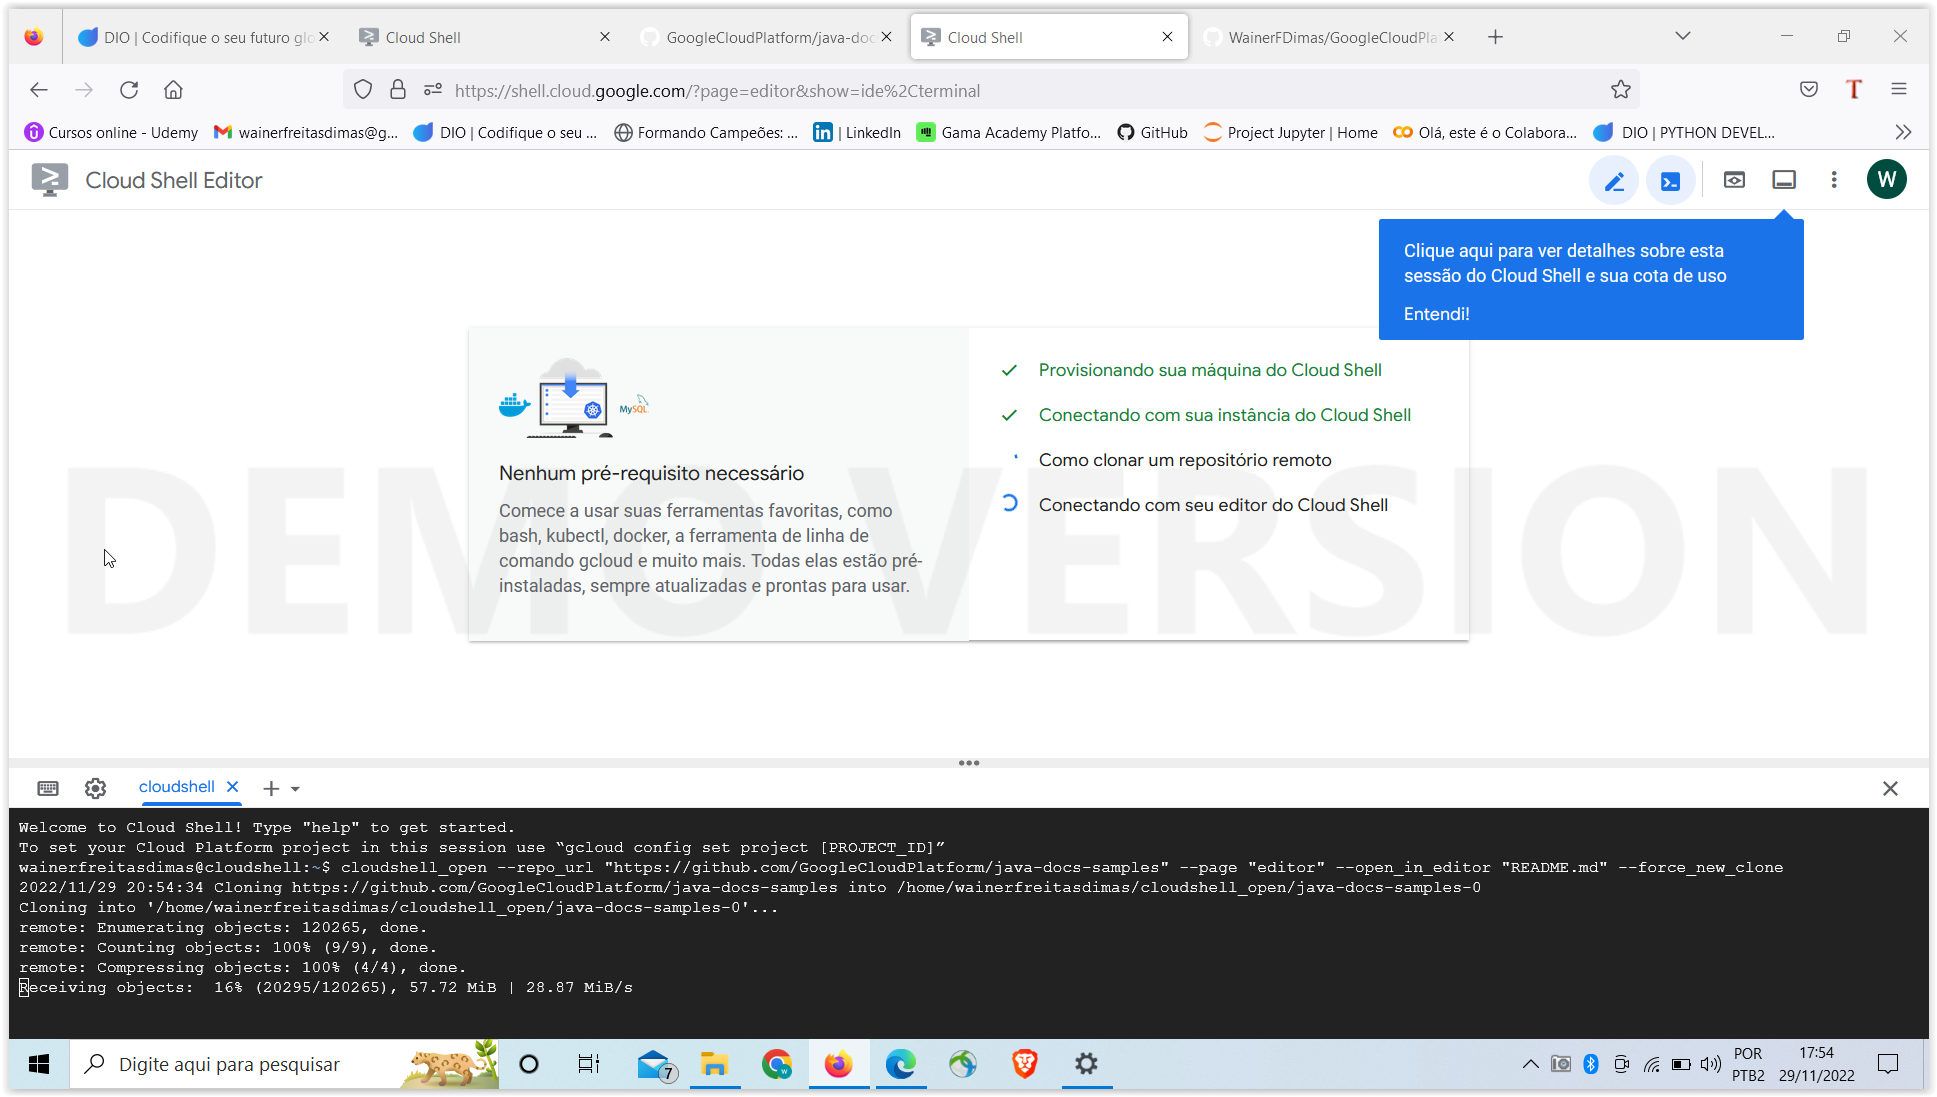 DIO | Codifique o seu futuro glo
Cloud Shell
GoogleCloudPlatform/java-doc
Cloud Shell
WainerFDimas/GoogleCloudPla
https://shell.cloud.google.com/?page=editor&show=ide%2Cterminal
T
Cursos online - Udemy
wainerfreitasdimas@g...
DIO | Codifique o seu ...
Formando Campeões: ...
| LinkedIn
Gama Academy Platfo...
GitHub
Project Jupyter | Home
Olá, este é o Colabora...
DIO | PYTHON DEVEL...
Cloud Shell Editor
W
Clique aqui para ver detalhes sobre esta
sessão do Cloud Shell e sua cota de uso
Entendi!
MySQL
Nenhum pré-requisito necessário
Comece a usar suas ferramentas favoritas, como
bash, kubectl, docker, a ferramenta de linha de
comando gcloud e muito mais. Todas elas estão pré-
instaladas, sempre atualizadas e prontas para usar.
Provisionando sua máquina do Cloud Shell
Conectando com sua instância do Cloud Shell
Como clonar um repositório remoto
Conectando com seu editor do Cloud Shell
DEMO VERSION
cloudshell
Welcome to Cloud Shell! Type "help" to get started.
To set your Cloud Platform project in this session use “gcloud config set project [PROJECT_ID]”
wainerfreitasdimas@cloudshell:~$ cloudshell_open --repo_url "https://github.com/GoogleCloudPlatform/java-docs-samples" --page "editor" --open_in_editor "README.md" --force_new_clone
2022/11/29 20:54:34 Cloning https://github.com/GoogleCloudPlatform/java-docs-samples into /home/wainerfreitasdimas/cloudshell_open/java-docs-samples-0
Cloning into '/home/wainerfreitasdimas/cloudshell_open/java-docs-samples-0'...
remote: Enumerating objects: 120265, done.
remote: Counting objects: 100% (9/9), done.
remote: Compressing objects: 100% (4/4), done.
Receiving objects:  16% (20295/120265), 57.72 MiB | 28.87 MiB/s
Digite aqui para pesquisar
7
POR
PTB2
17:54
29/11/2022